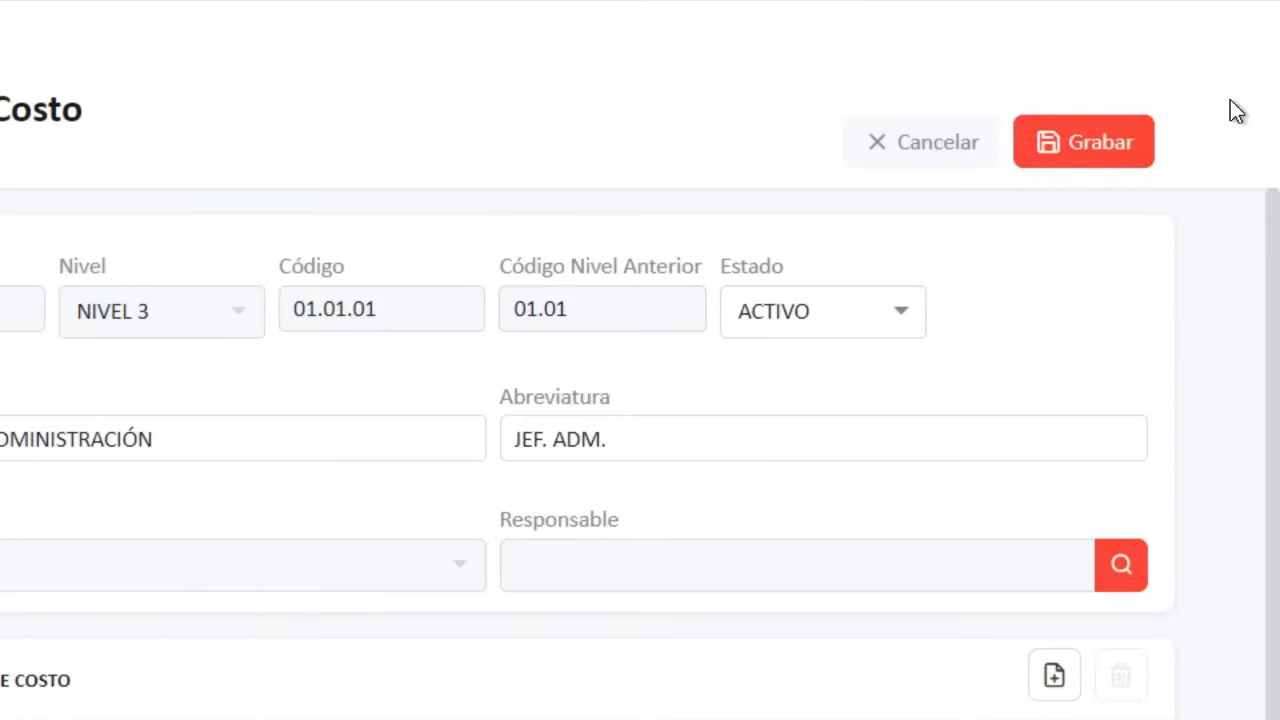 Costo
Cancelar
Grabar
Nivel
Código
Código Nivel Anterior
Estado
NIVEL 3
01.01.01
01.01
ACTIVO
Abreviatura
DMINISTRACIÓN
JEF. ADM.
Responsable
E COSTO